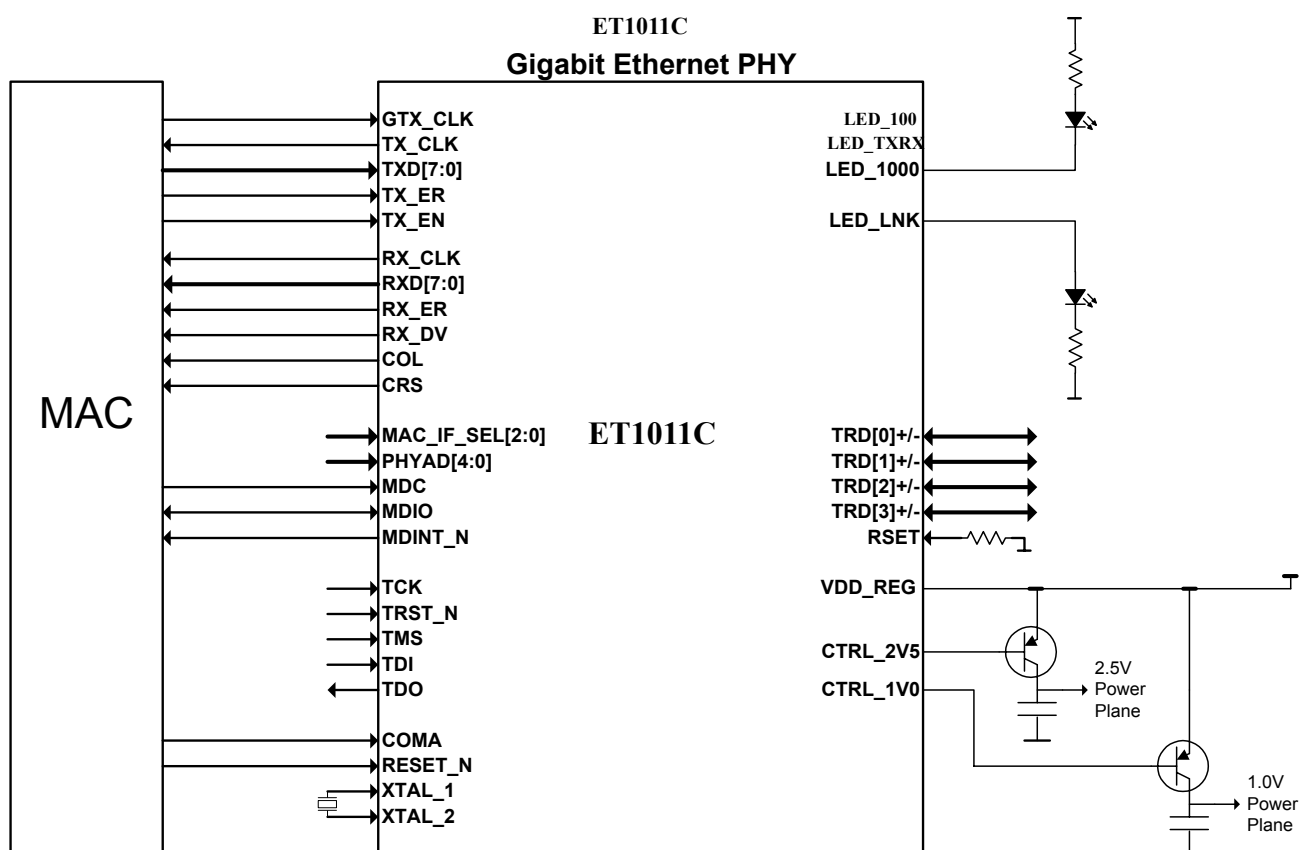 ET1011C
Gigabit Ethernet PHY
MAC
GTX_CLK
TX_CLK
TXD[7:0]
TX_ER
TX_EN
RX_CLK
RXD[7:0]
RX_ER
RX_DV
COL
CRS
MAC_IF_SEL[2:0]
PHYAD[4:0]
MDC
MDIO
MDINT_N
TCK
TRST_N
TMS
TDI
TDO
COMA
RESET_N
XTAL_1
XTAL_2
ET1011C
LED_100
LED_TXRX
LED_1000
LED_LNK
TRD[0]+/-
TRD[1]+/-
TRD[2]+/-
TRD[3]+/-
RSET
VDD_REG
CTRL_2V5
CTRL_1V0
2.5V
Power
Plane
1.0V
Power
Plane